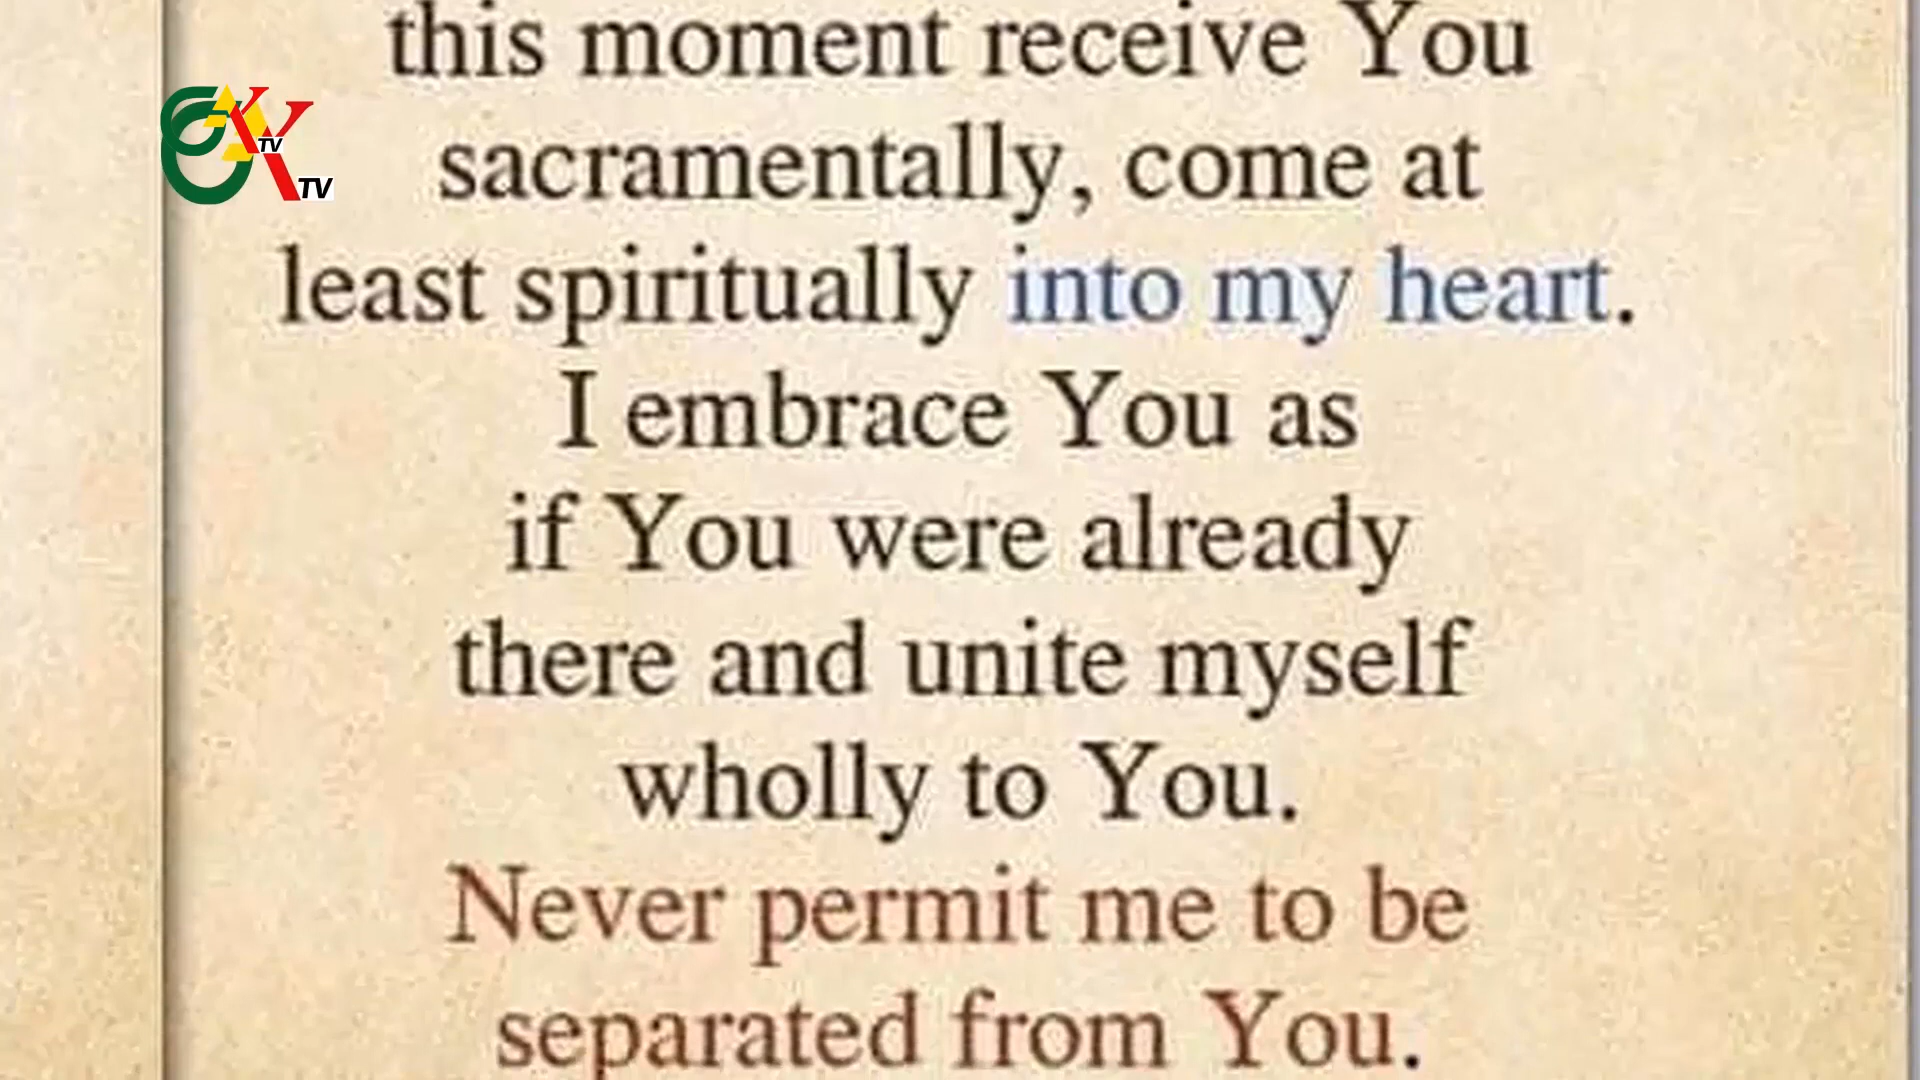 this moment receive You
TV
TV
sacramentally, come at
least spiritually into my heart.
I embrace You as
if You were already
there and unite myself
wholly to You.
Never permit me to be
separated from You.